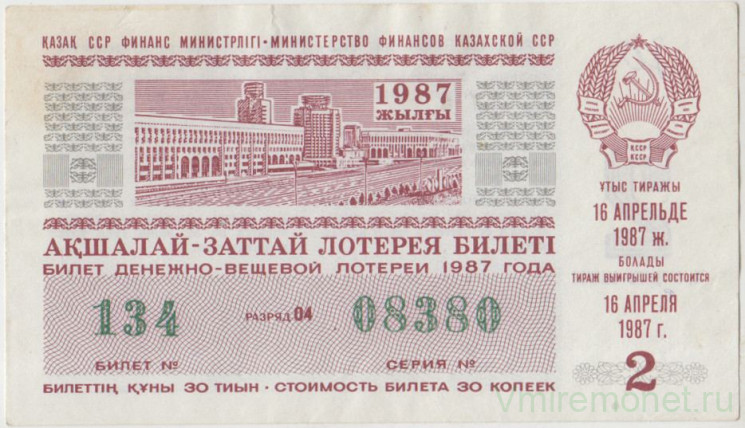 ҚАЗАҚ ССР ФИНАНС МИНИСТРЛІГІ - МИНИСТЕРСТВО ФИНАНСОВ КАЗАХСКОЙ ССР
1987
ЖЫЛҒЫ
АҚШАЛАЙ-ЗАТТАЙ ЛОТЕРЕЯ БИЛЕТІ
БИЛЕТ ДЕНЕЖНО-ВЕЩЕВОЙ ЛОТЕРЕИ 1987 ГОДА
134 РАЗРЯД 04 08380
БИЛЕТ № СЕРИЯ №
БИЛЕТТІҢ ҚҰНЫ 30 ТИЫН · СТОИМОСТЬ БИЛЕТА 30 КОПЕЕК
ҰТЫС ТИРАЖЫ
16 АПРЕЛЬДЕ
1987 ж.
БОЛАДЫ
ТИРАЖ ВЫИГРЫШЕЙ СОСТОИТСЯ
16 АПРЕЛЯ
1987 г.
2
Vmiremonet.ru